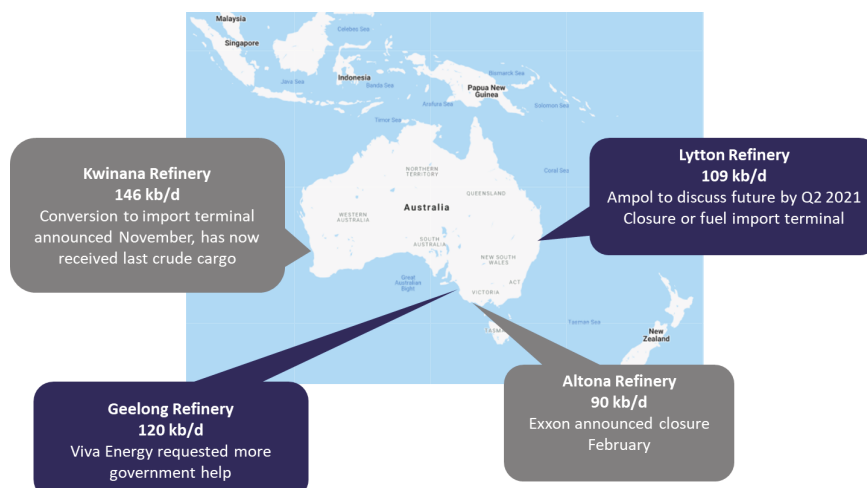 Malaysia
Singapore
Celebes Sea
Indonesia
Java Sea
Banda Sea
Papua New
Guinea
Bismarck Sea
Solomon Sea
Arafura Sea
Timor Sea
Coral Sea
NORTHERN
TERRITORY
QUEENSLAND
Australia
WESTERN
AUSTRALIA
SOUTH
AUSTRALIA
NEW SOUTH
WALES
ACT
VICTORIA
Great
Australian
Bight
TASMA
Tasman Sea
New
Zealand
Kwinana Refinery
146 kb/d
Conversion to import terminal
announced November, has now
received last crude cargo
Lytton Refinery
109 kb/d
Ampol to discuss future by Q2 2021
Closure or fuel import terminal
Geelong Refinery
120 kb/d
Viva Energy requested more
government help
Altona Refinery
90 kb/d
Exxon announced closure
February